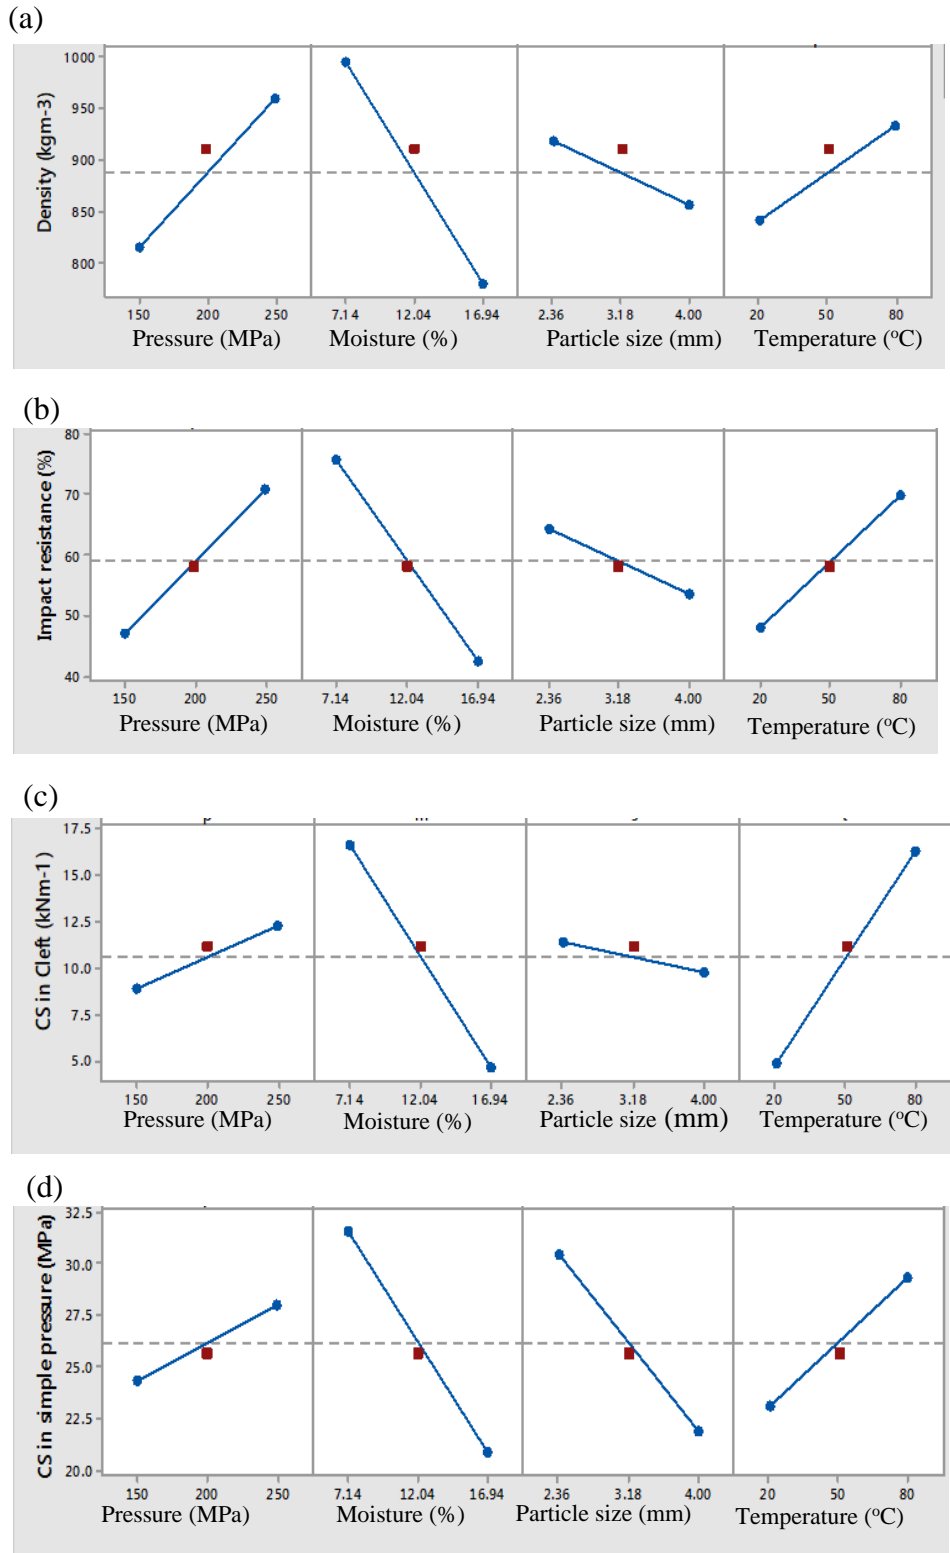 (a)
Density (kgm-3)
1000
950
900
850
800
150 200 250 7.14 12.04 16.94 2.36 3.18 4.00 20 50 80
Pressure (MPa) Moisture (%) Particle size (mm) Temperature (°C)
(b)
Impact resistance (%)
80
70
60
50
40
150 200 250 7.14 12.04 16.94 2.36 3.18 4.00 20 50 80
Pressure (MPa) Moisture (%) Particle size (mm) Temperature (°C)
(c)
CS in Cleft (kNm-1)
17.5
15.0
12.5
10.0
7.5
5.0
150 200 250 7.14 12.04 16.94 2.36 3.18 4.00 20 50 80
Pressure (MPa) Moisture (%) Particle size (mm) Temperature (°C)
(d)
CS in simple pressure (MPa)
32.5
30.0
27.5
25.0
22.5
20.0
150 200 250 7.14 12.04 16.94 2.36 3.18 4.00 20 50 80
Pressure (MPa) Moisture (%) Particle size (mm) Temperature (°C)